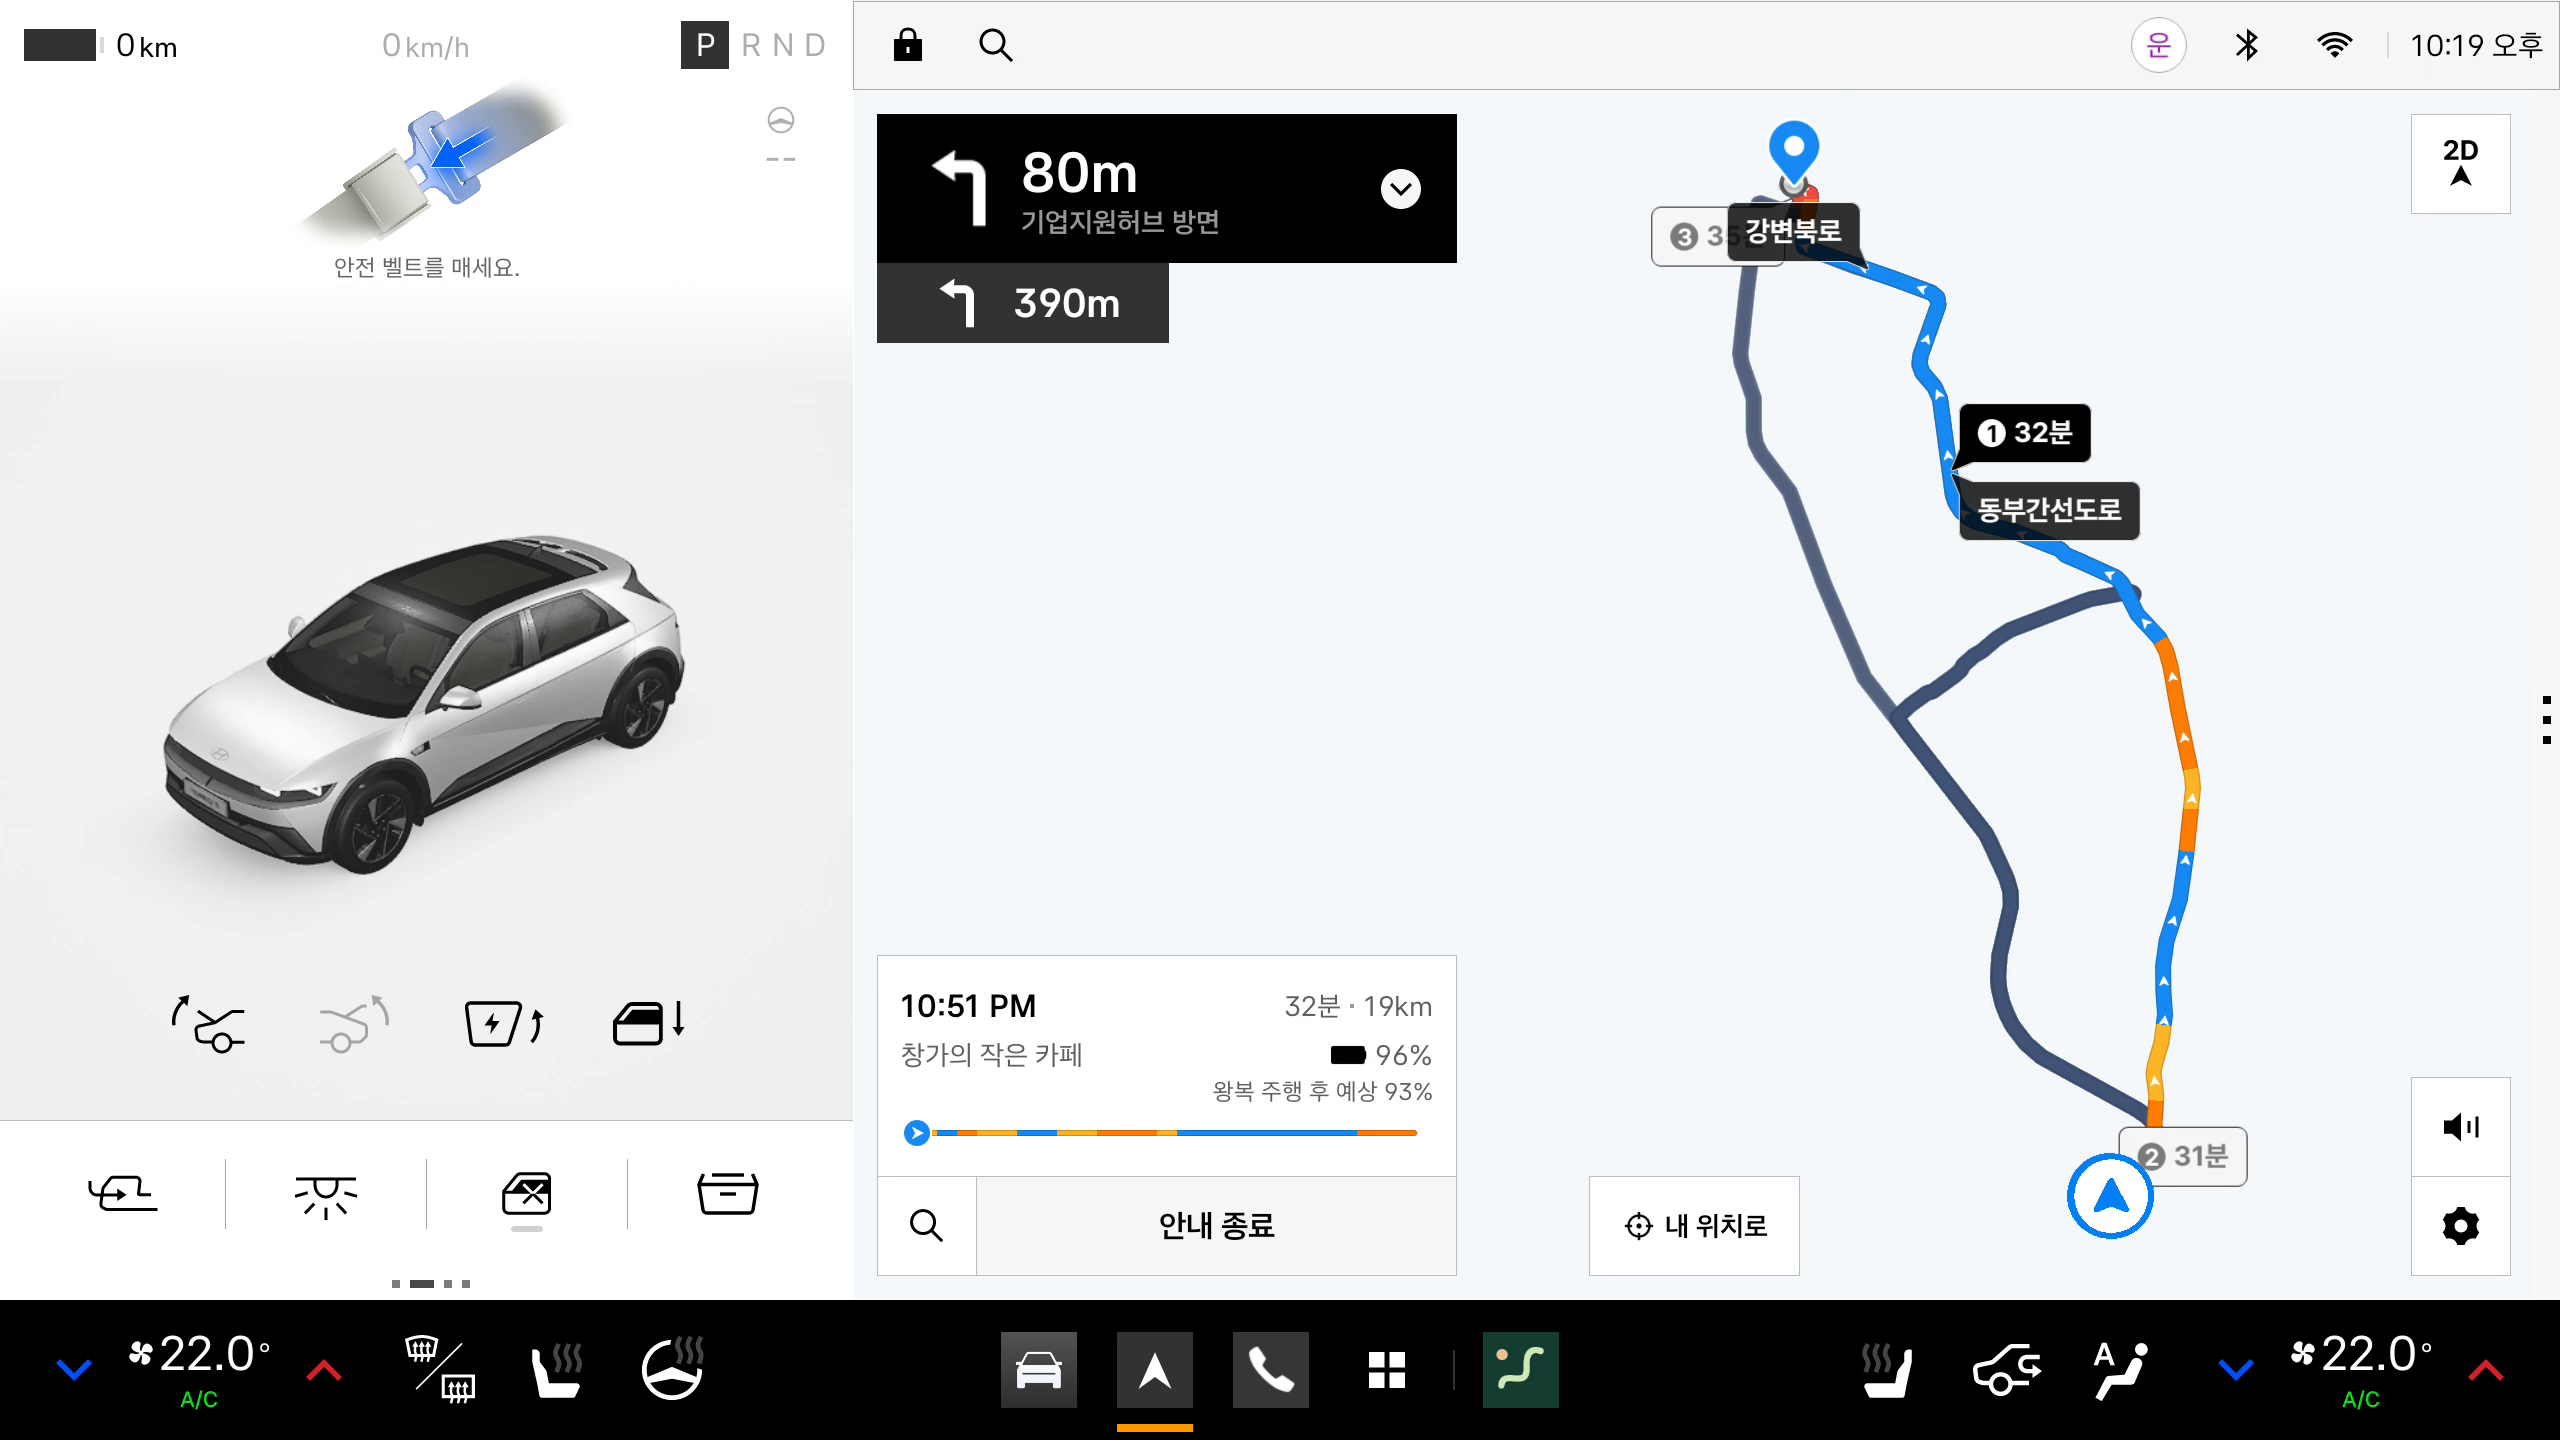 0 km
0 km/h
P R N D
안전 벨트를 매세요.
--
운
10:19 오후
80m
기업지원허브 방면
390m
2D
강변북로
1 32분
동부간선도로
2 31분
10:51 PM
32분 · 19km
창가의 작은 카페
96%
왕복 주행 후 예상 93%
안내 종료
내 위치로
22.0°
A/C
A
22.0°
A/C